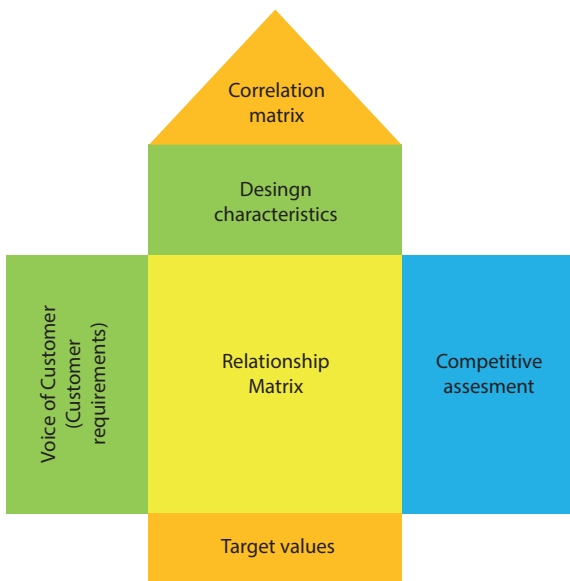 Correlation
matrix
Desingn
characteristics
Voice of Customer
(Customer
requirements)
Relationship
Matrix
Competitive
assesment
Target values